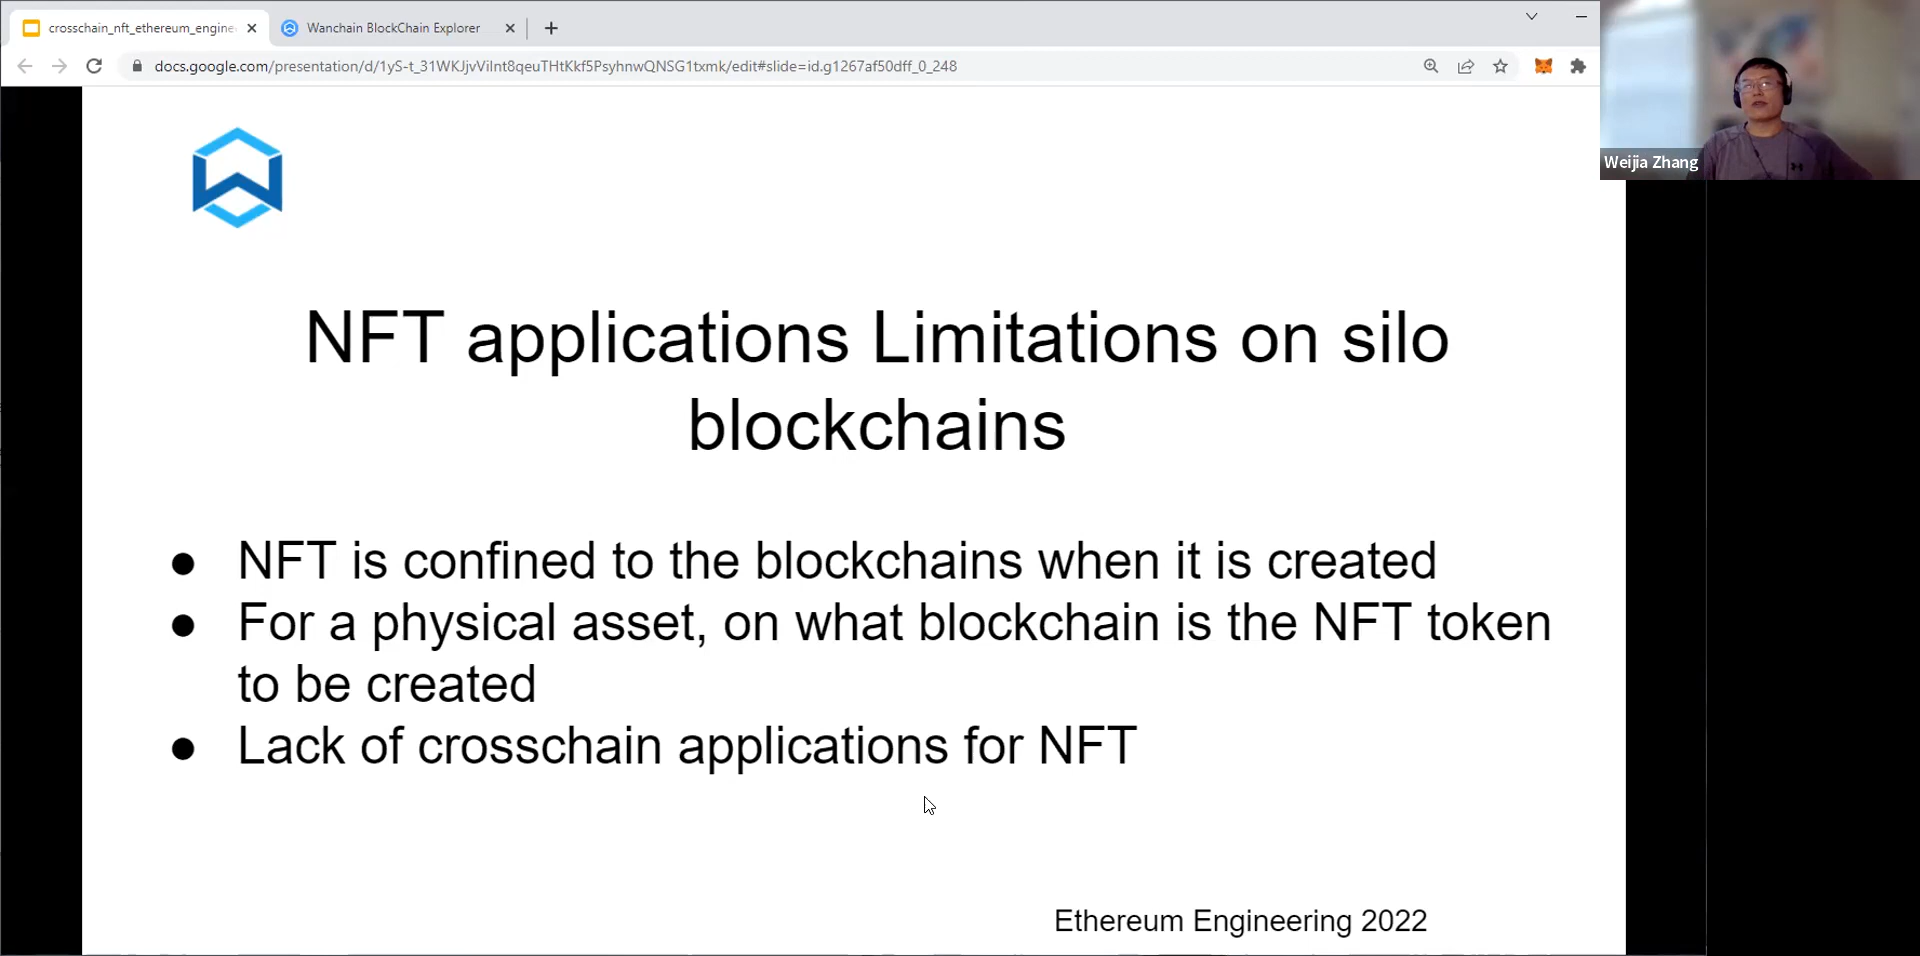 crosschain_nft_ethereum_engine
Wanchain BlockChain Explorer
docs.google.com/presentation/d/1yS-t_31WKJjvViInt8qeuTHtKkf5PsyhnwQNSG1txmk/edit#slide=id.g1267af50dff_0_248
Weijia Zhang
NFT applications Limitations on silo
blockchains
● NFT is confined to the blockchains when it is created
● For a physical asset, on what blockchain is the NFT token
to be created
● Lack of crosschain applications for NFT
Ethereum Engineering 2022